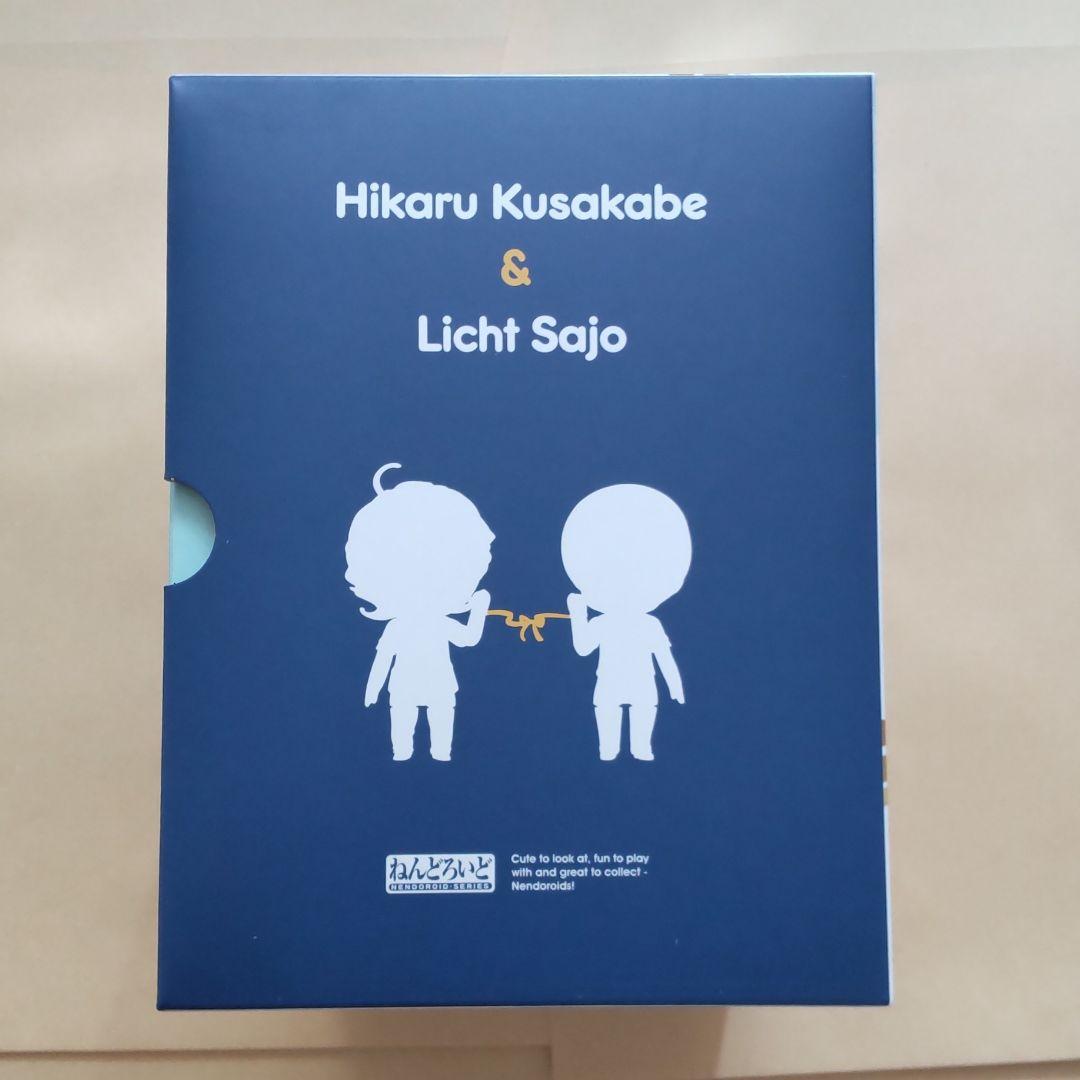 Hikaru Kusakabe
&
Licht Sajo
ねんどろいど
NENDOROID SERIES
Cute to look at, fun to play
with and great to collect -
Nendoroids!